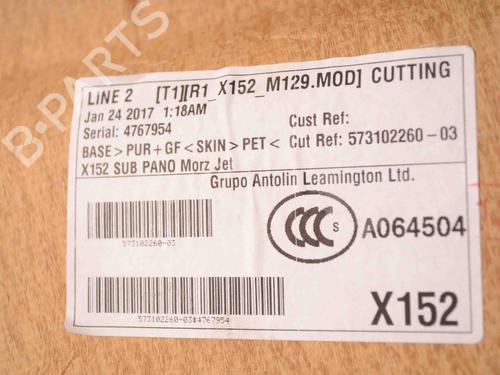 B-PARTS
LINE 2 [T1][R1_X152_M129.MOD] CUTTING
Jan 24 2017 1:18AM
Cust Ref:
Serial: 4767954
Cut Ref: 573102260-03
BASE>PUR+GF<SKIN>PET<
X152 SUB PANO Morz Jet
Grupo Antolin Leamington Ltd.
CCC S A064504
573102260-03
573102260-03#4767954
X152